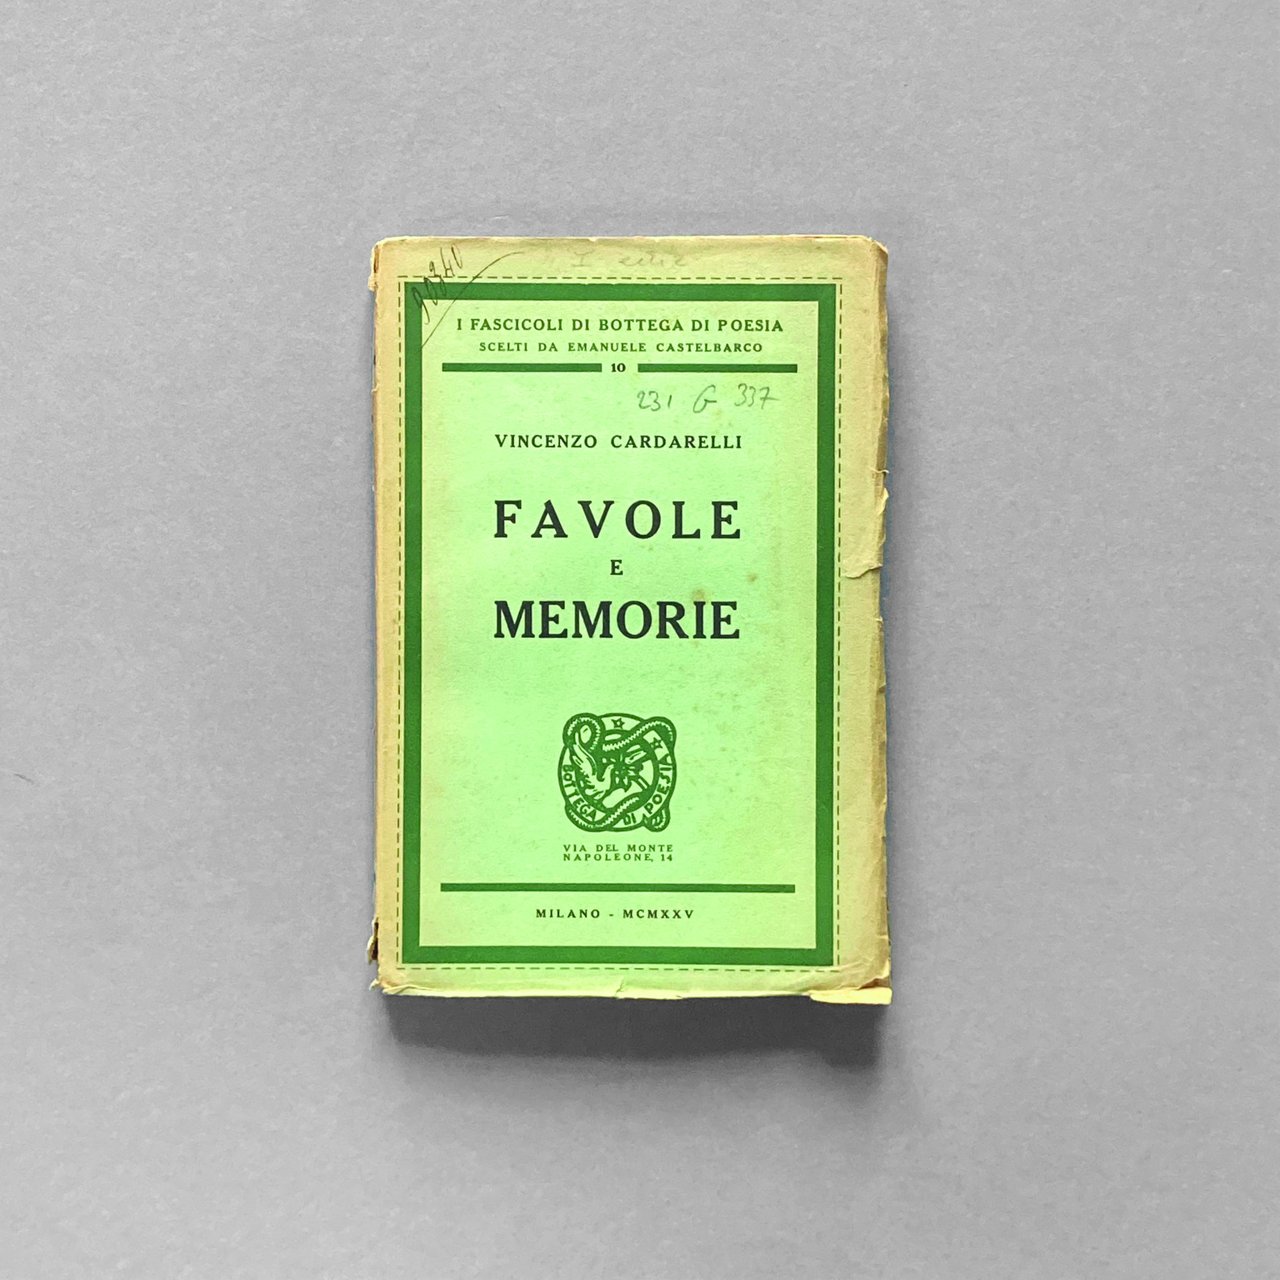 90340
I FASCICOLI DI BOTTEGA DI POESIA
SCELTI DA EMANUELE CASTELBARCO
10
231 G 337
VINCENZO CARDARELLI
FAVOLE
E
MEMORIE
BOTTEGA DI POESIA
VIA DEL MONTE
NAPOLEONE, 14
MILANO - MCMXXV